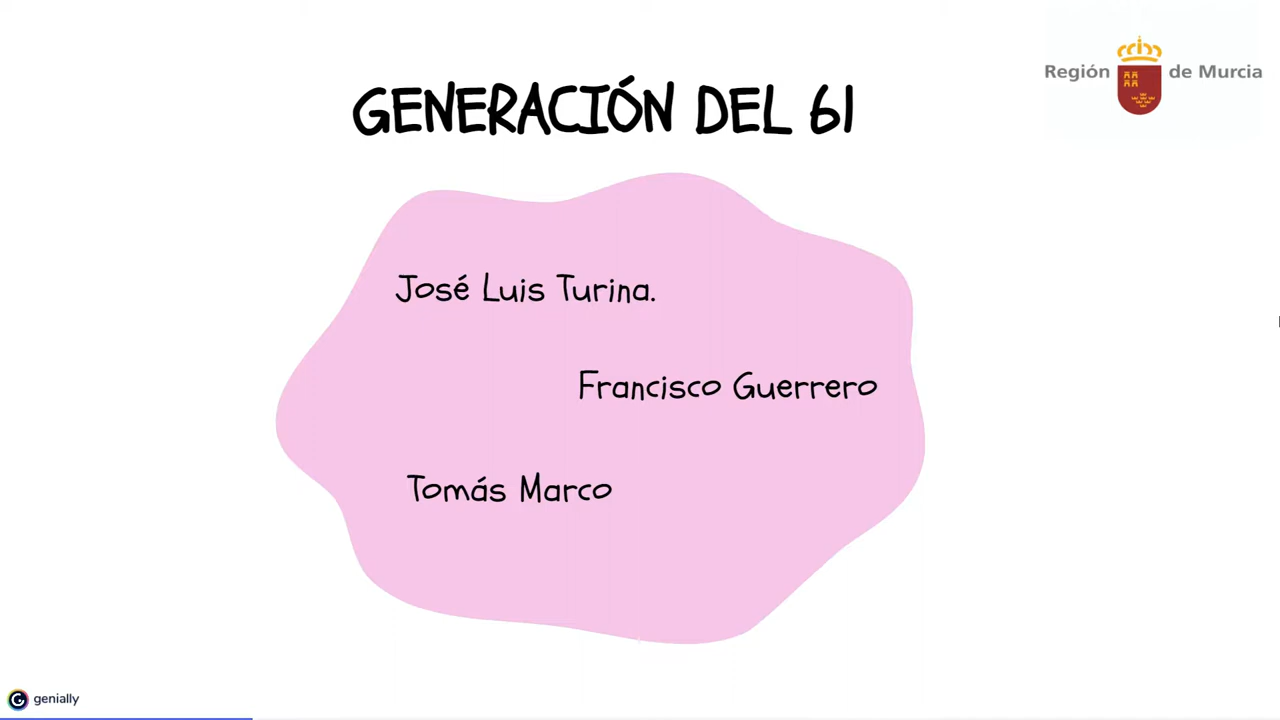 Región de Murcia
GENERACIÓN DEL 61
José Luis Turina.
Francisco Guerrero
Tomás Marco
genially